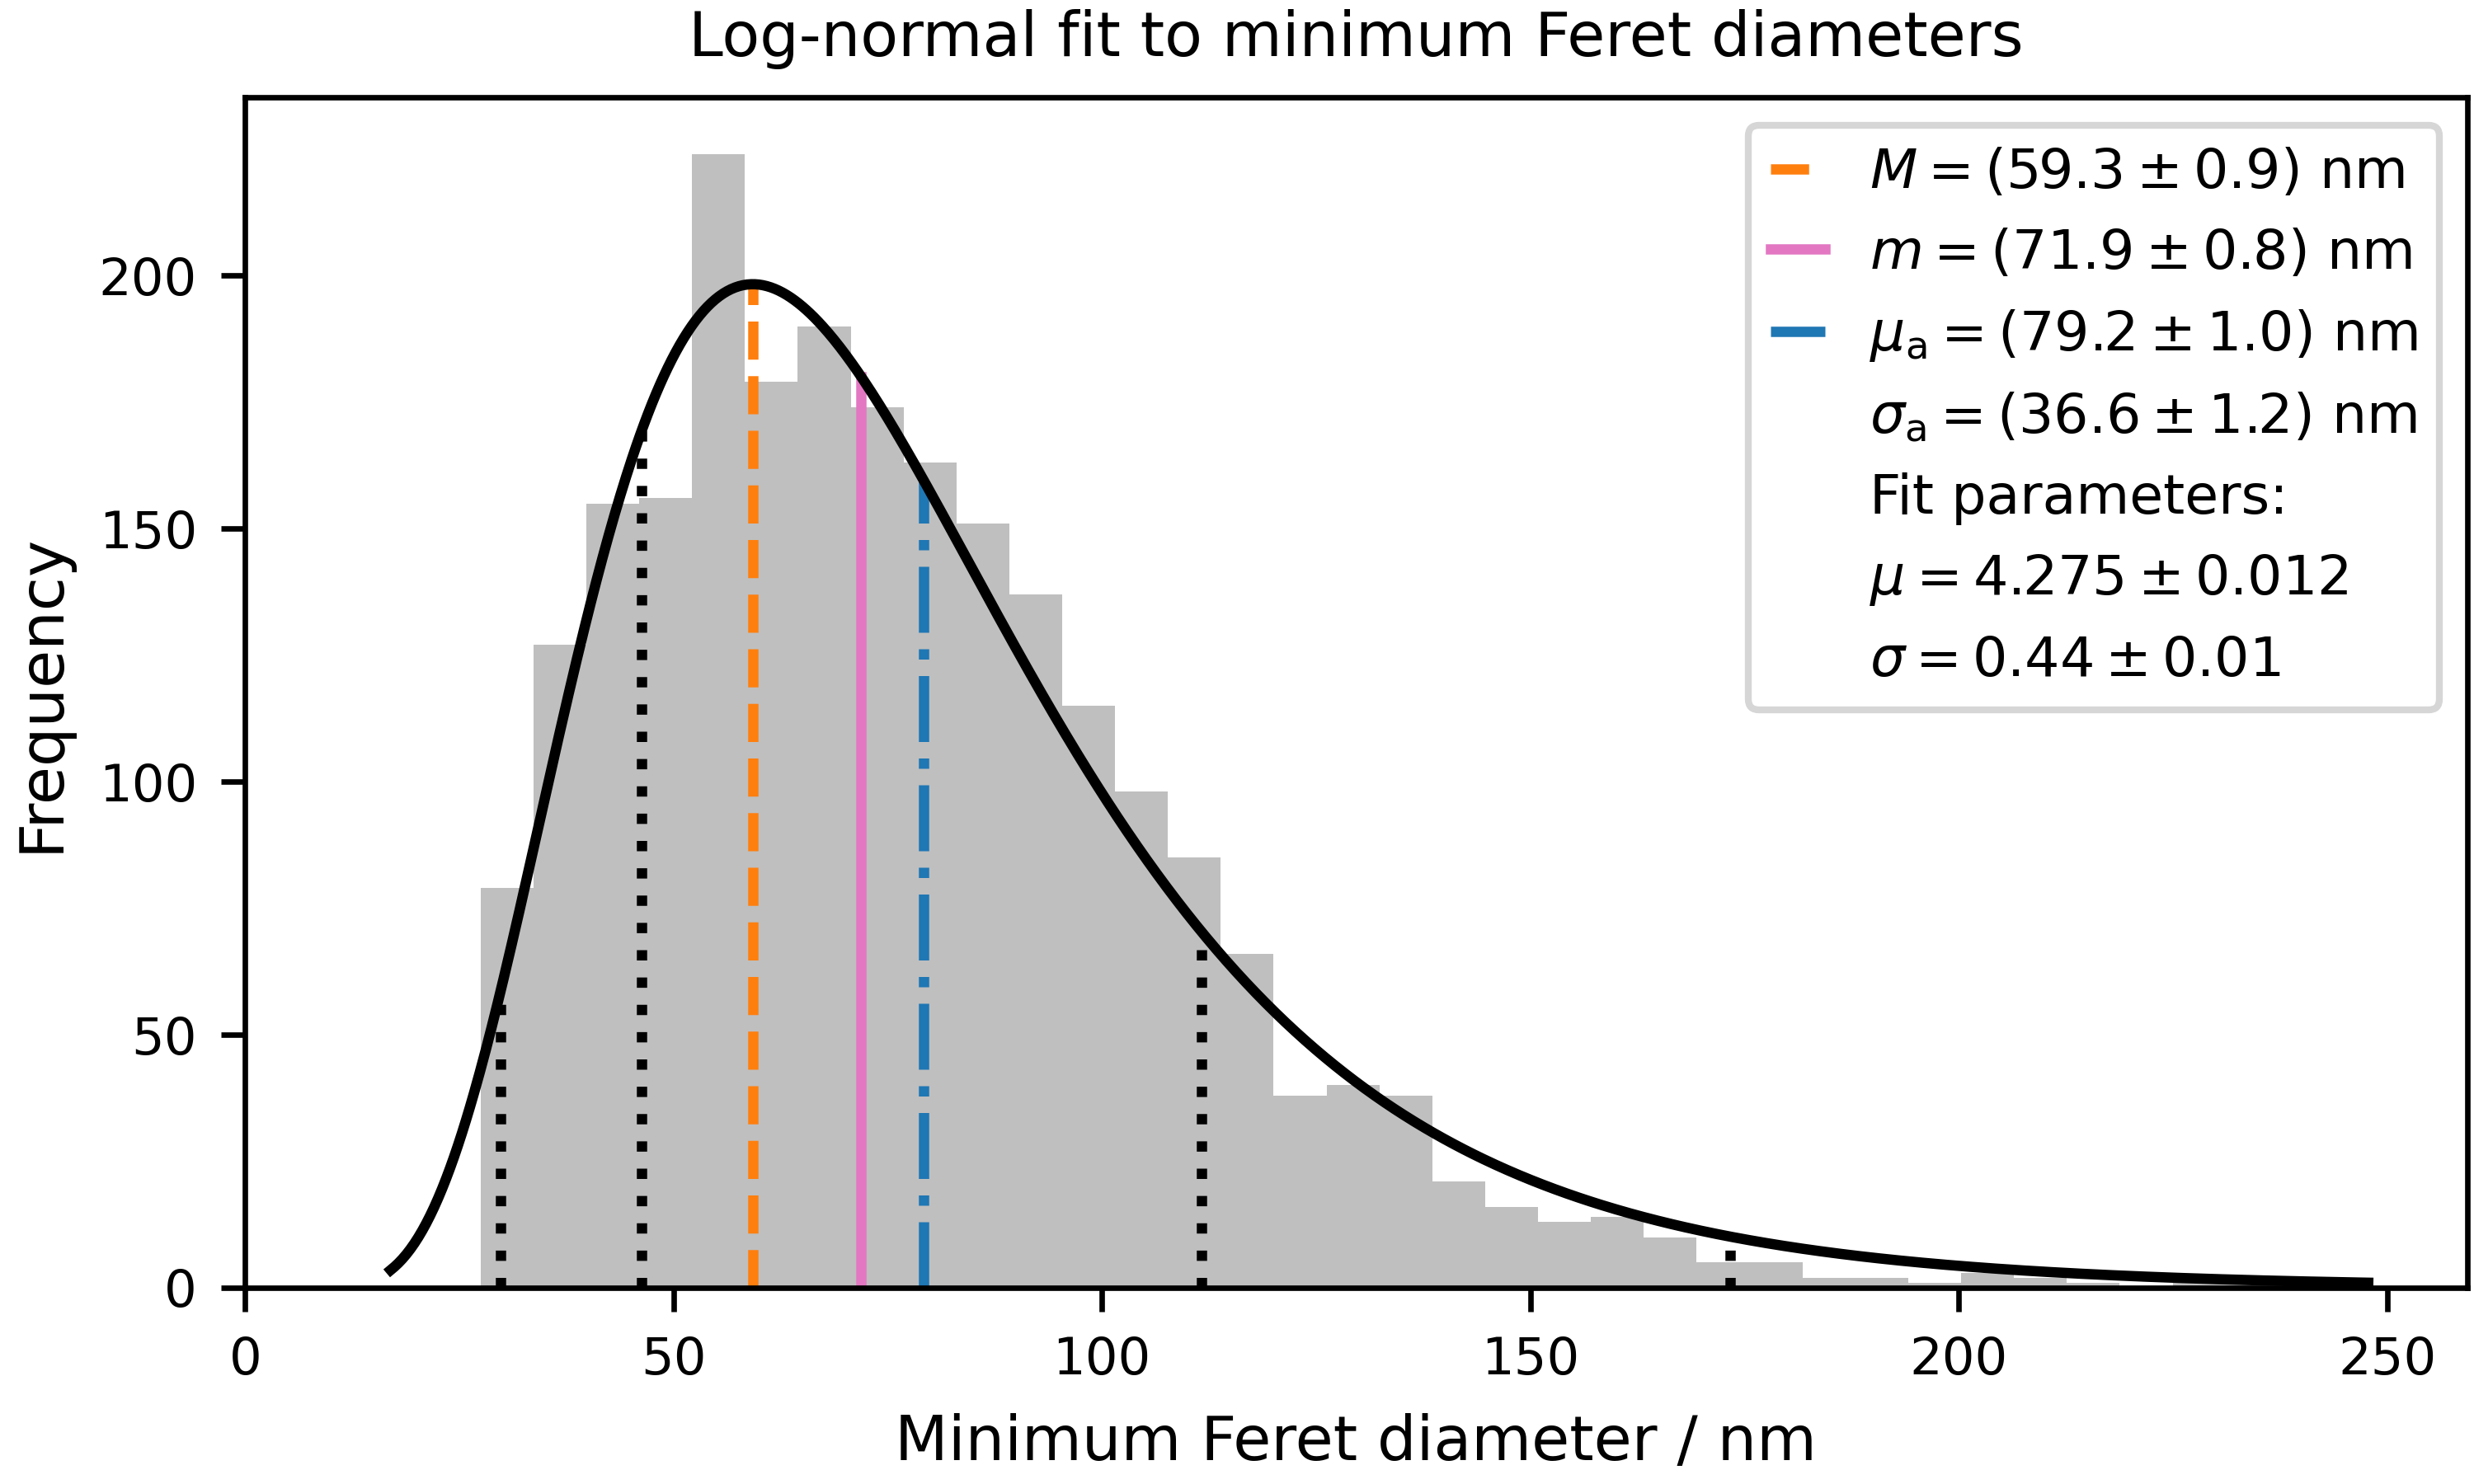 Log-normal fit to minimum Feret diameters
M = (59.3 ± 0.9) nm
m = (71.9 ± 0.8) nm
μa = (79.2 ± 1.0) nm
σa = (36.6 ± 1.2) nm
Fit parameters:
μ = 4.275 ± 0.012
σ = 0.44 ± 0.01
Frequency
200
150
100
50
0
0 50 100 150 200 250
Minimum Feret diameter / nm